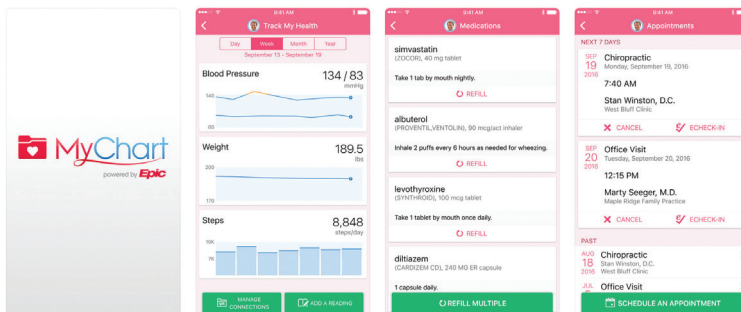 MyChart
powered by Epic
9:41 AM
Track My Health
Day Week Month Year
September 13 - September 19
Blood Pressure 134 / 83
mmHg
140
60
Weight 189.5
lbs
200
170
Steps 8,848
steps/day
10K
7K
MANAGE CONNECTIONS
ADD A READING
9:41 AM
Medications
simvastatin
(ZOCOR), 40 mg tablet
Take 1 tab by mouth nightly.
REFILL
albuterol
(PROVENTIL,VENTOLIN), 90 mcg/act inhaler
Inhale 2 puffs every 6 hours as needed for wheezing.
REFILL
levothyroxine
(SYNTHROID), 100 mcg tablet
Take 1 tablet by mouth once daily.
REFILL
diltiazem
(CARDIZEM CD), 240 MG ER capsule
1 capsule daily.
REFILL MULTIPLE
9:41 AM
Appointments
NEXT 7 DAYS
SEP 19 2016
Chiropractic
Monday, September 19, 2016
7:40 AM
Stan Winston, D.C.
West Bluff Clinic
CANCEL ECHECK-IN
SEP 20 2016
Office Visit
Tuesday, September 20, 2016
12:15 PM
Marty Seeger, M.D.
Maple Ridge Family Practice
CANCEL ECHECK-IN
PAST
AUG 18 2016
Chiropractic
Stan Winston, D.C.
West Bluff Clinic
JUL Office Visit
SCHEDULE AN APPOINTMENT